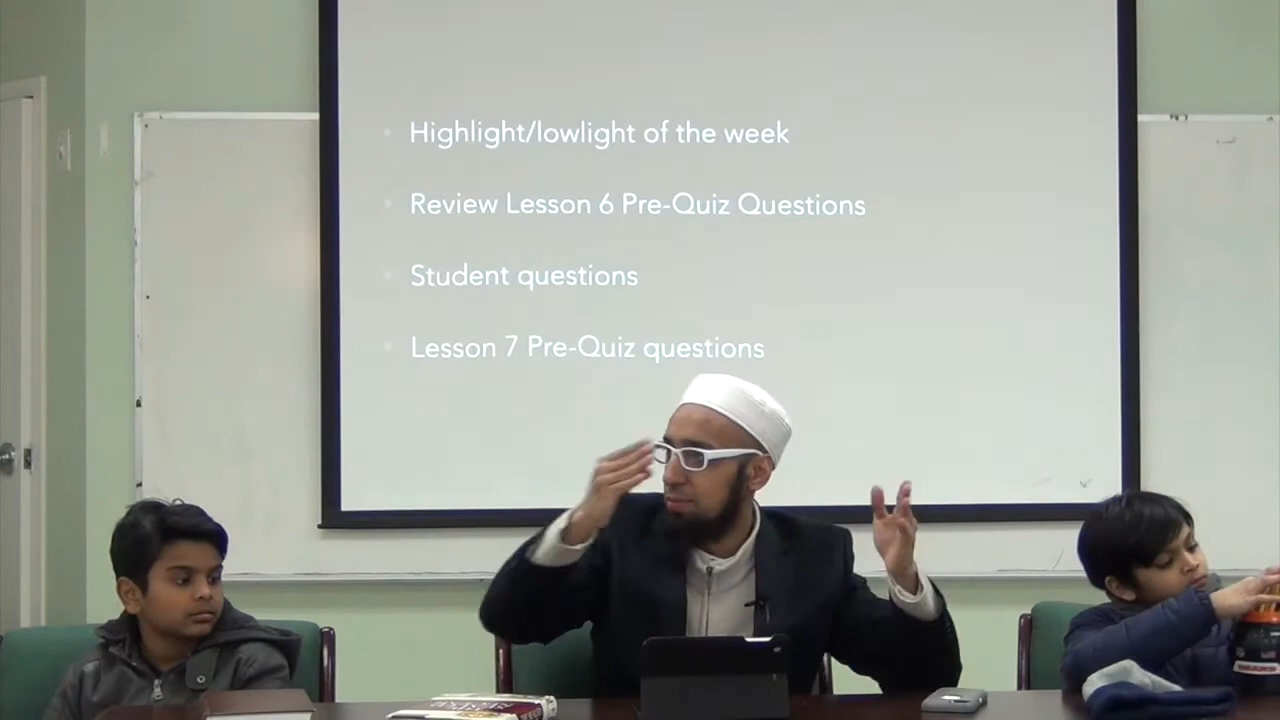 Highlight/lowlight of the week
Review Lesson 6 Pre-Quiz Questions
Student questions
Lesson 7 Pre-Quiz questions